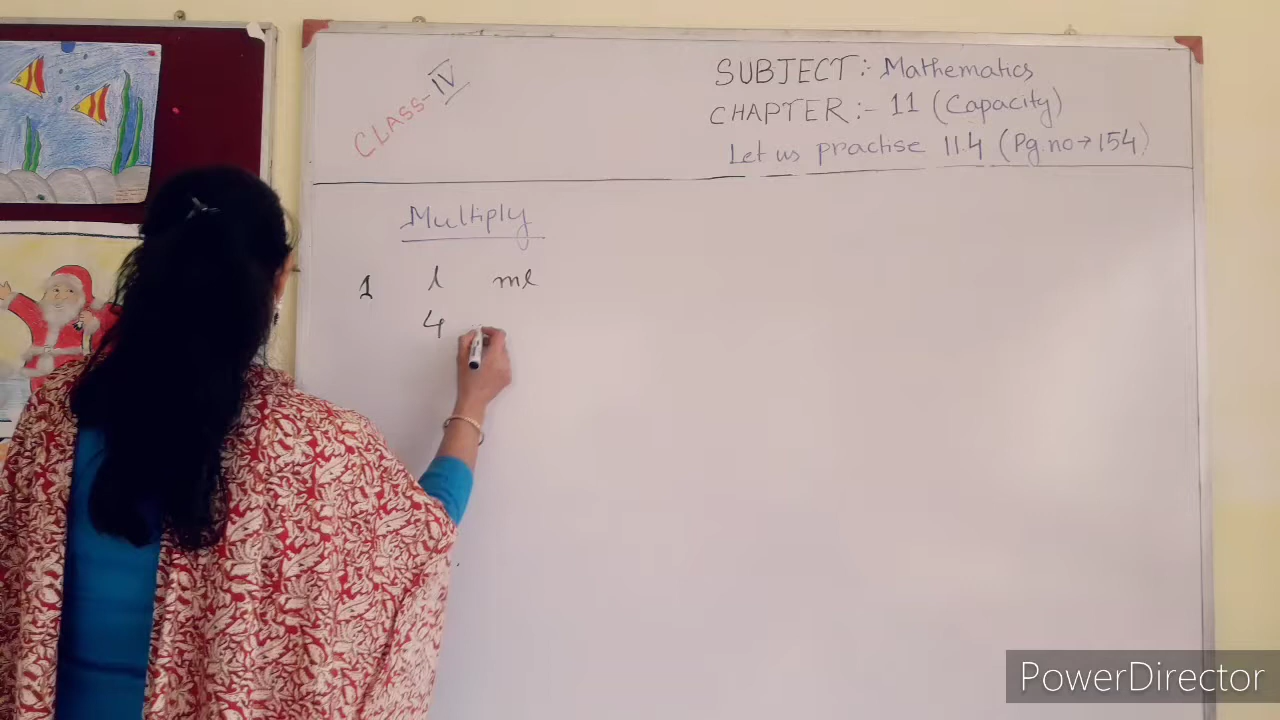 CLASS-IV
SUBJECT:- Mathematics
CHAPTER:- 11 (Capacity)
Let us practise 11.4 (Pg.no→154)
Multiply
1 l ml
4
PowerDirector